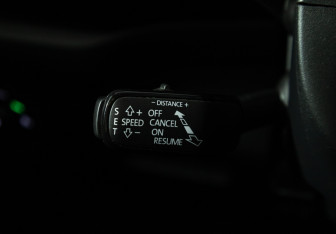 - DISTANCE +
S ⇧+ OFF
E SPEED CANCEL
T ⇩- ON
RESUME